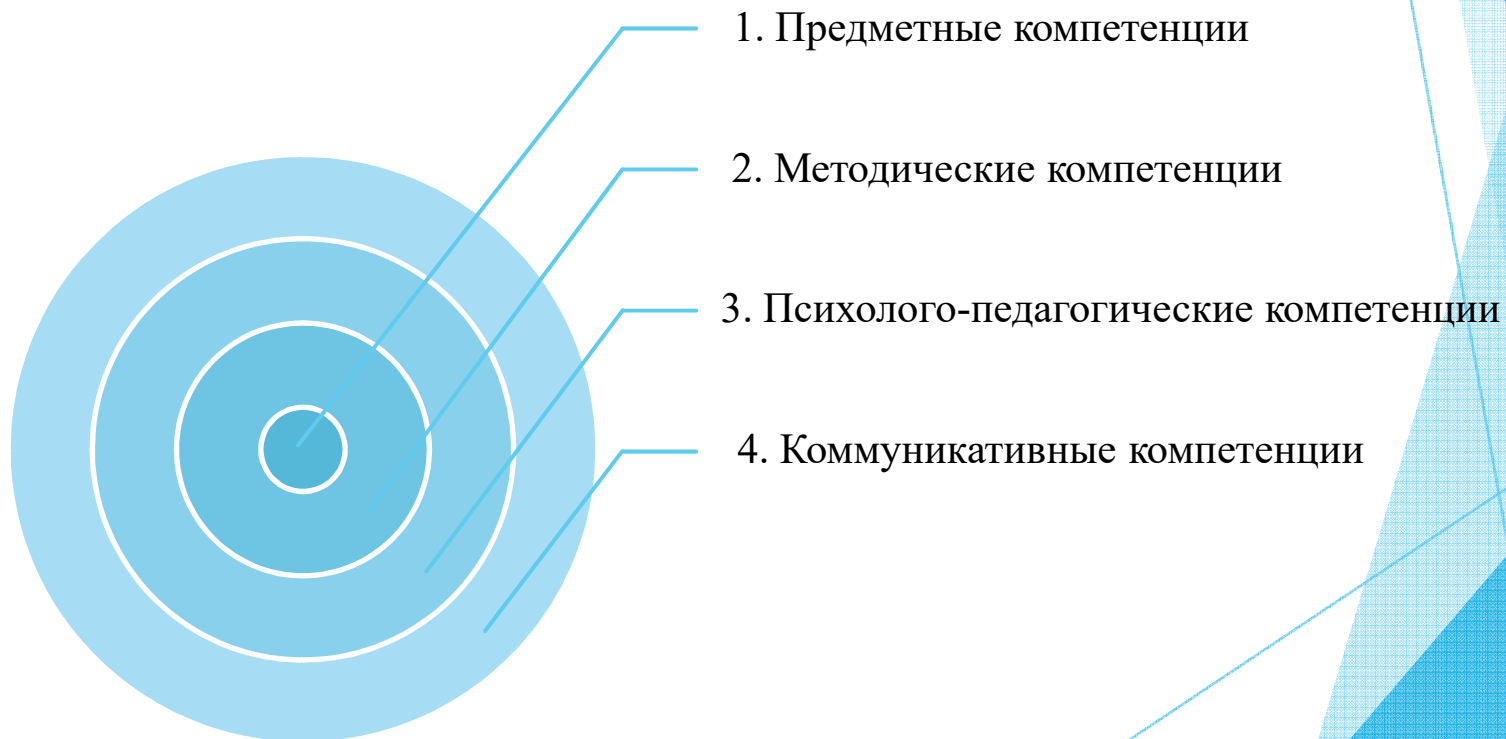 1. Предметные компетенции
2. Методические компетенции
3. Психолого-педагогические компетенции
4. Коммуникативные компетенции